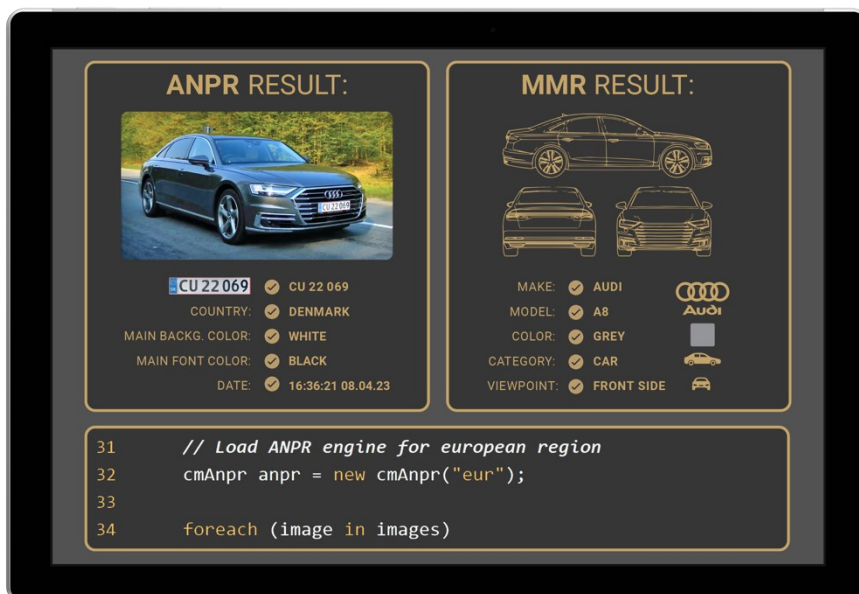 ANPR RESULT:
CU 22 069
CU 22 069 CU 22 069
COUNTRY: DENMARK
MAIN BACKG. COLOR: WHITE
MAIN FONT COLOR: BLACK
DATE: 16:36:21 08.04.23
MMR RESULT:
MAKE: AUDI
MODEL: A8
COLOR: GREY
CATEGORY: CAR
VIEWPOINT: FRONT SIDE
Audi
31 // Load ANPR engine for european region
32 cmAnpr anpr = new cmAnpr("eur");
33
34 foreach (image in images)